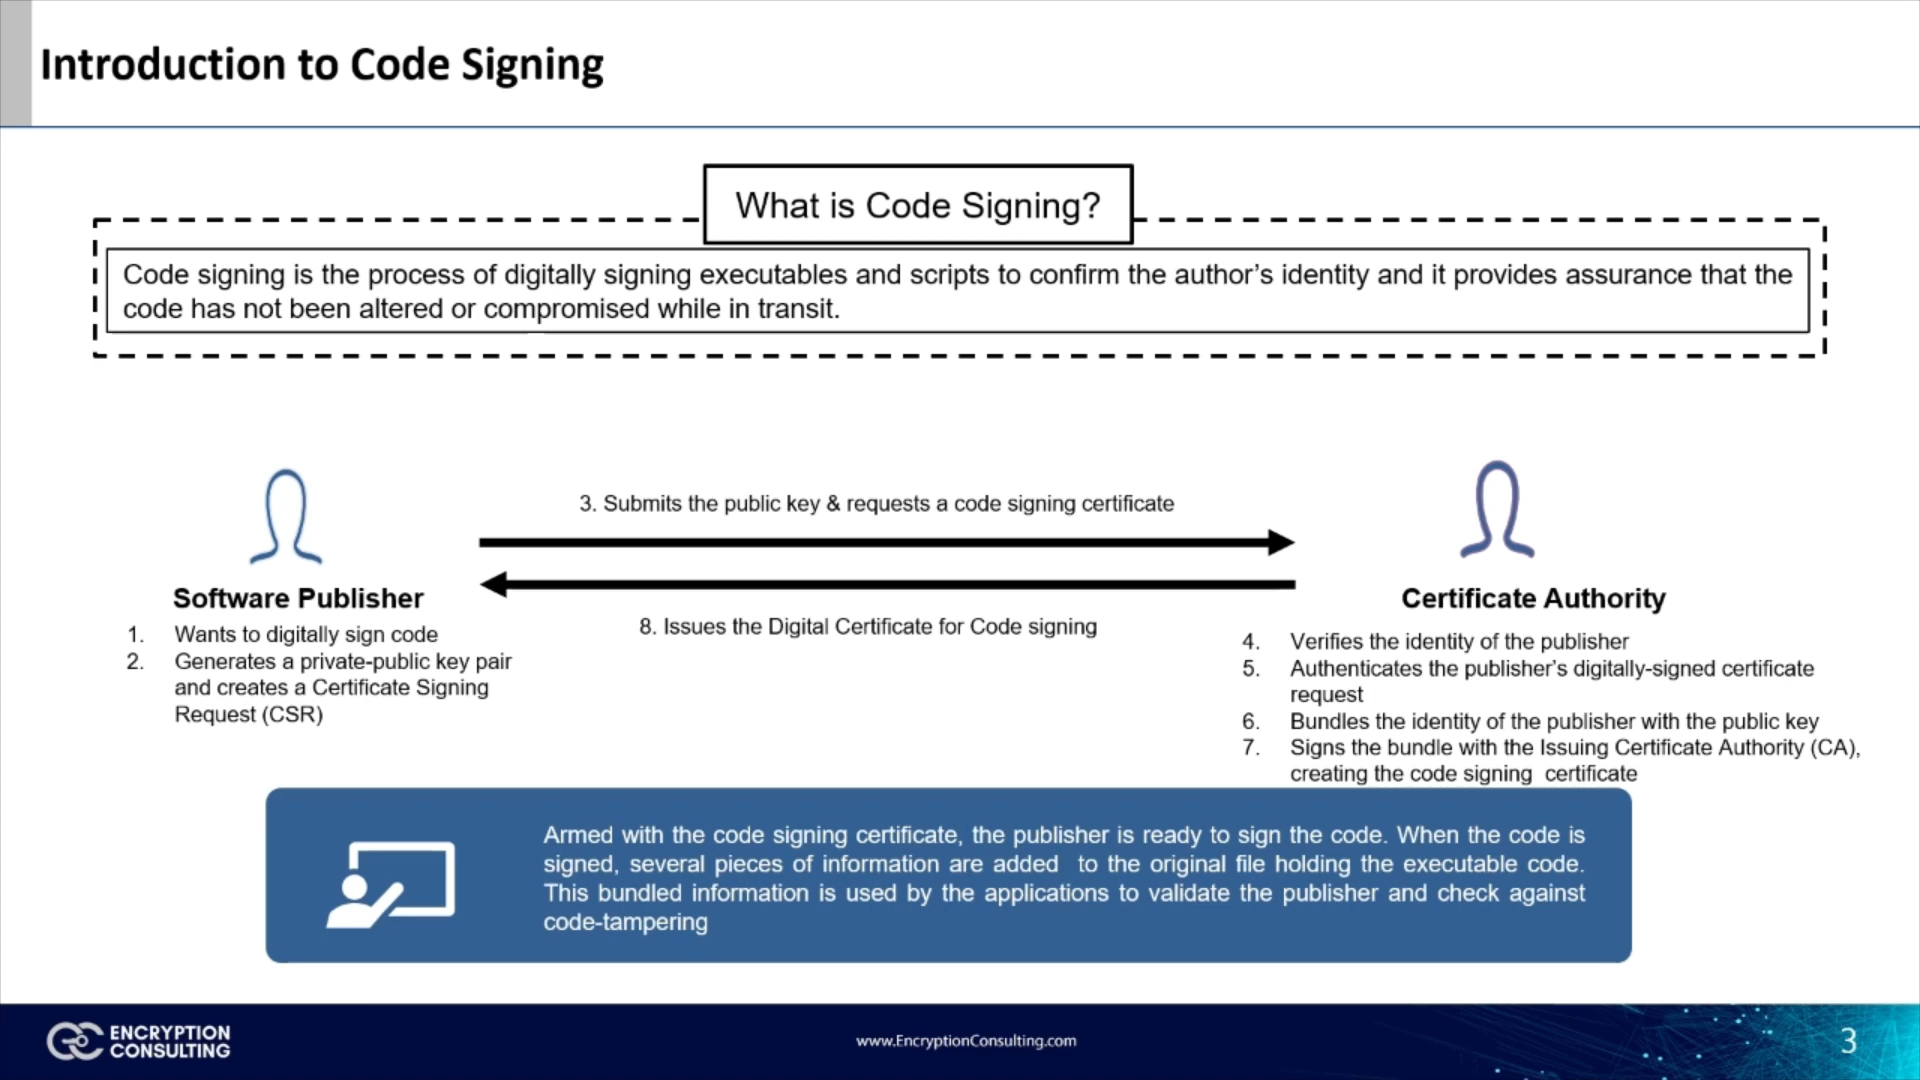 Introduction to Code Signing
What is Code Signing?
Code signing is the process of digitally signing executables and scripts to confirm the author's identity and it provides assurance that the
code has not been altered or compromised while in transit.
3. Submits the public key & requests a code signing certificate
8. Issues the Digital Certificate for Code signing
Software Publisher
1. Wants to digitally sign code
2. Generates a private-public key pair
and creates a Certificate Signing
Request (CSR)
Certificate Authority
4. Verifies the identity of the publisher
5. Authenticates the publisher's digitally-signed certificate
request
6. Bundles the identity of the publisher with the public key
7. Signs the bundle with the Issuing Certificate Authority (CA),
creating the code signing certificate
Armed with the code signing certificate, the publisher is ready to sign the code. When the code is
signed, several pieces of information are added to the original file holding the executable code.
This bundled information is used by the applications to validate the publisher and check against
code-tampering
ENCRYPTION
CONSULTING
www.EncryptionConsulting.com
3